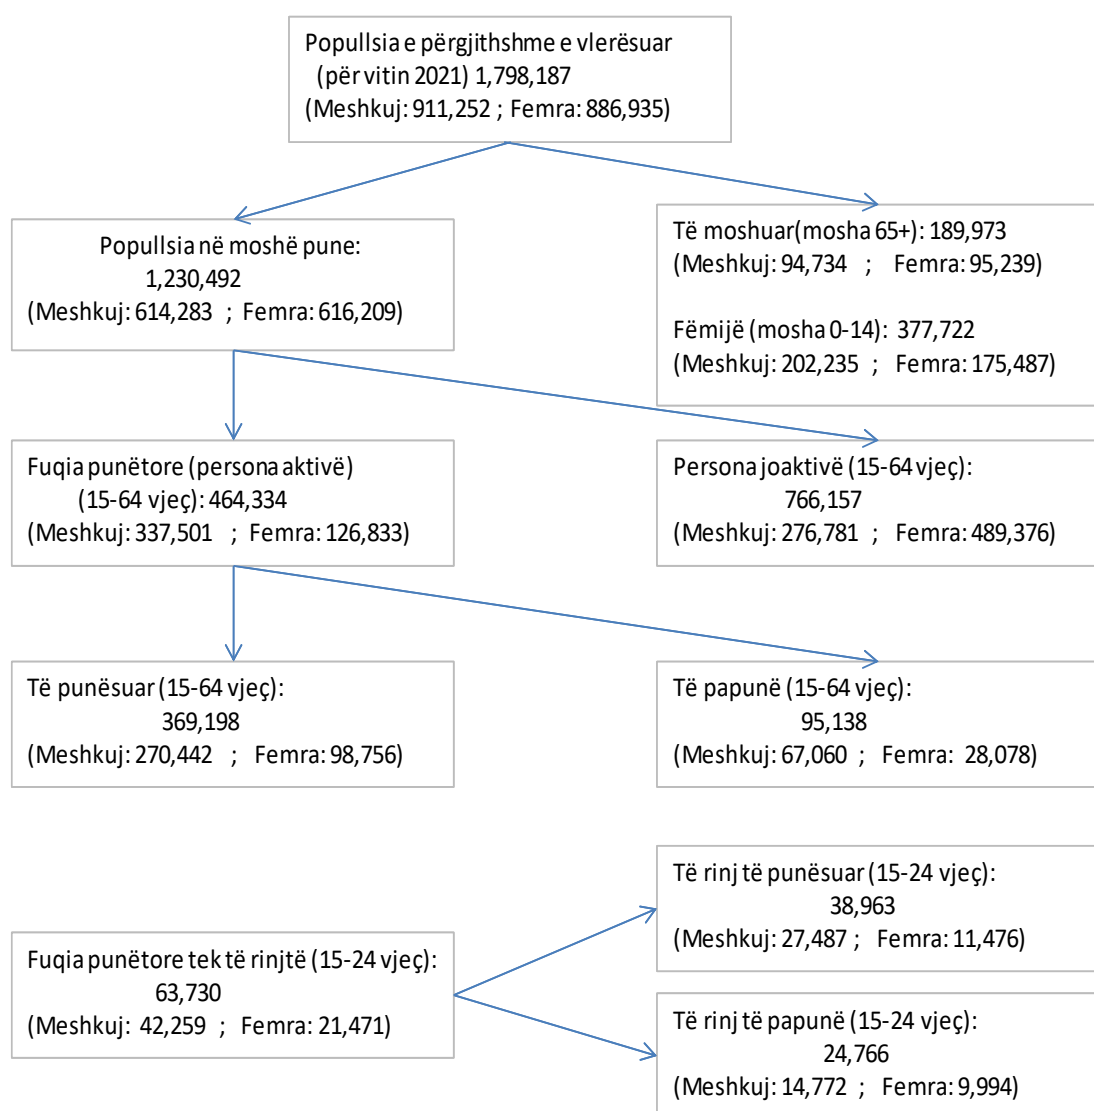 Popullsia e përgjithshme e vlerësuar
(për vitin 2021) 1,798,187
(Meshkuj: 911,252 ; Femra: 886,935)
Popullsia në moshë pune:
1,230,492
(Meshkuj: 614,283 ; Femra: 616,209)
Të moshuar(mosha 65+): 189,973
(Meshkuj: 94,734 ; Femra: 95,239)
Fëmijë (mosha 0-14): 377,722
(Meshkuj: 202,235 ; Femra: 175,487)
Fuqia punëtore (persona aktivë)
(15-64 vjeç): 464,334
(Meshkuj: 337,501 ; Femra: 126,833)
Persona joaktivë (15-64 vjeç):
766,157
(Meshkuj: 276,781 ; Femra: 489,376)
Të punësuar (15-64 vjeç):
369,198
(Meshkuj: 270,442 ; Femra: 98,756)
Të papunë (15-64 vjeç):
95,138
(Meshkuj: 67,060 ; Femra: 28,078)
Fuqia punëtore tek të rinjtë (15-24 vjeç):
63,730
(Meshkuj: 42,259 ; Femra: 21,471)
Të rinj të punësuar (15-24 vjeç):
38,963
(Meshkuj: 27,487 ; Femra: 11,476)
Të rinj të papunë (15-24 vjeç):
24,766
(Meshkuj: 14,772 ; Femra: 9,994)